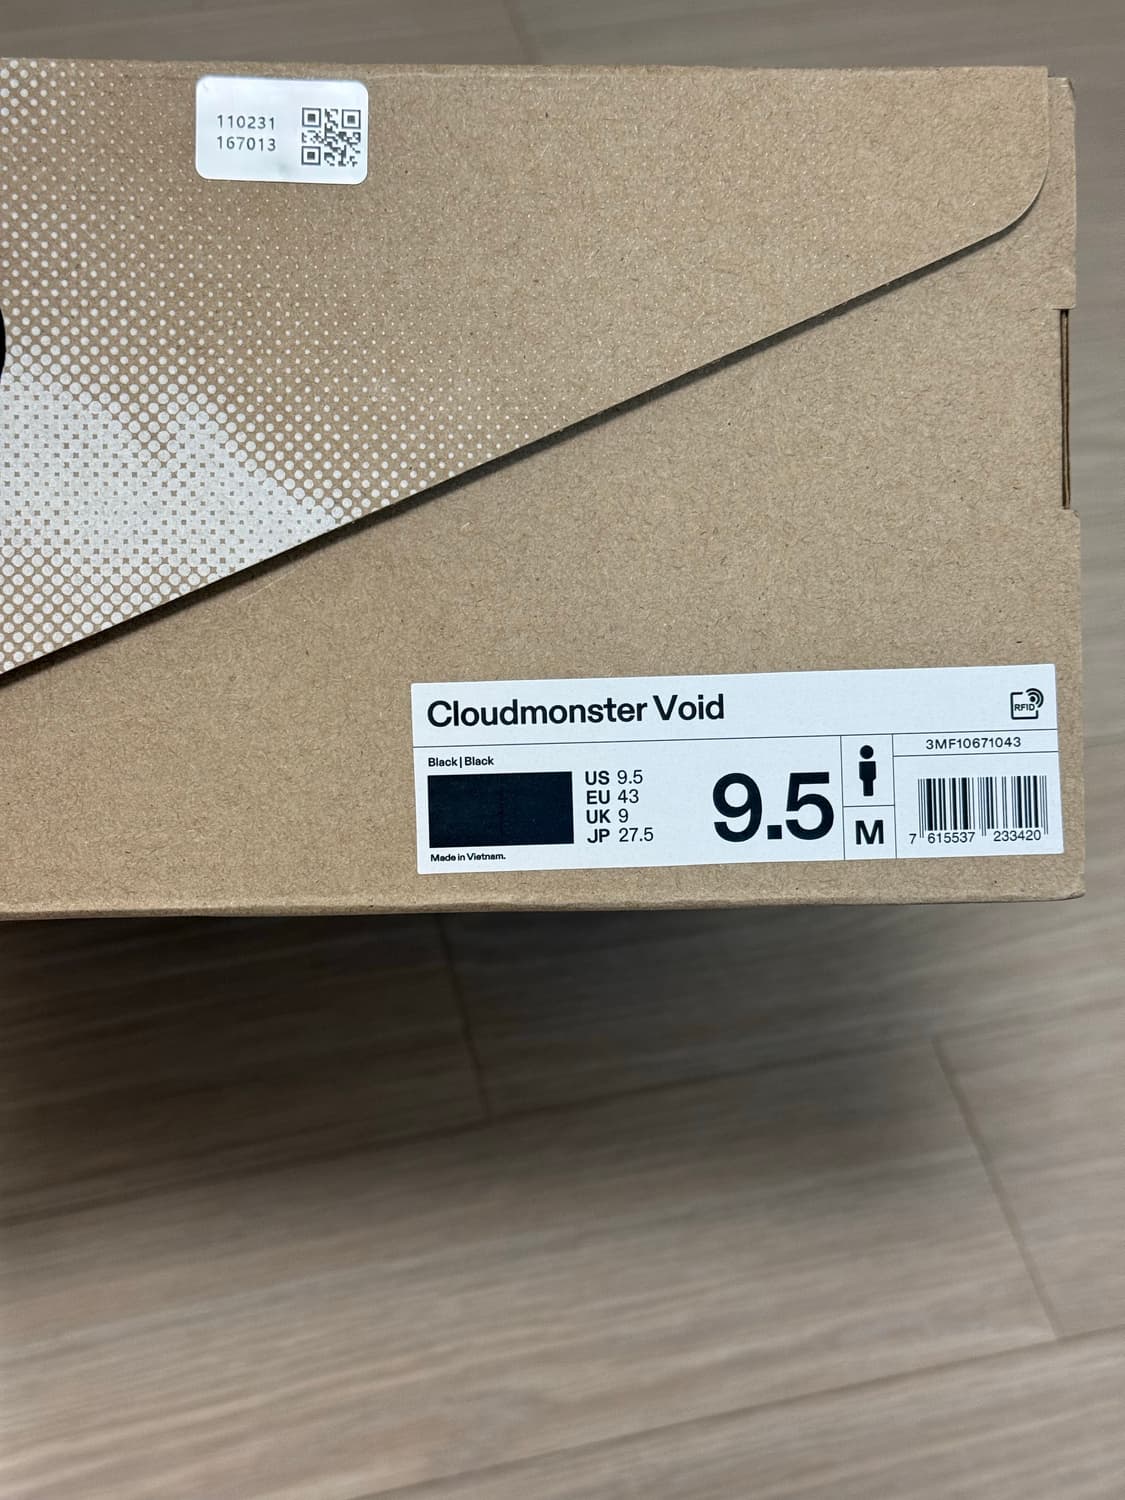 110231
167013
Cloudmonster Void
RFID
Black | Black
US 9.5
EU 43
UK 9
JP 27.5
Made in Vietnam.
9.5
M
3MF10671043
7 615537 233420